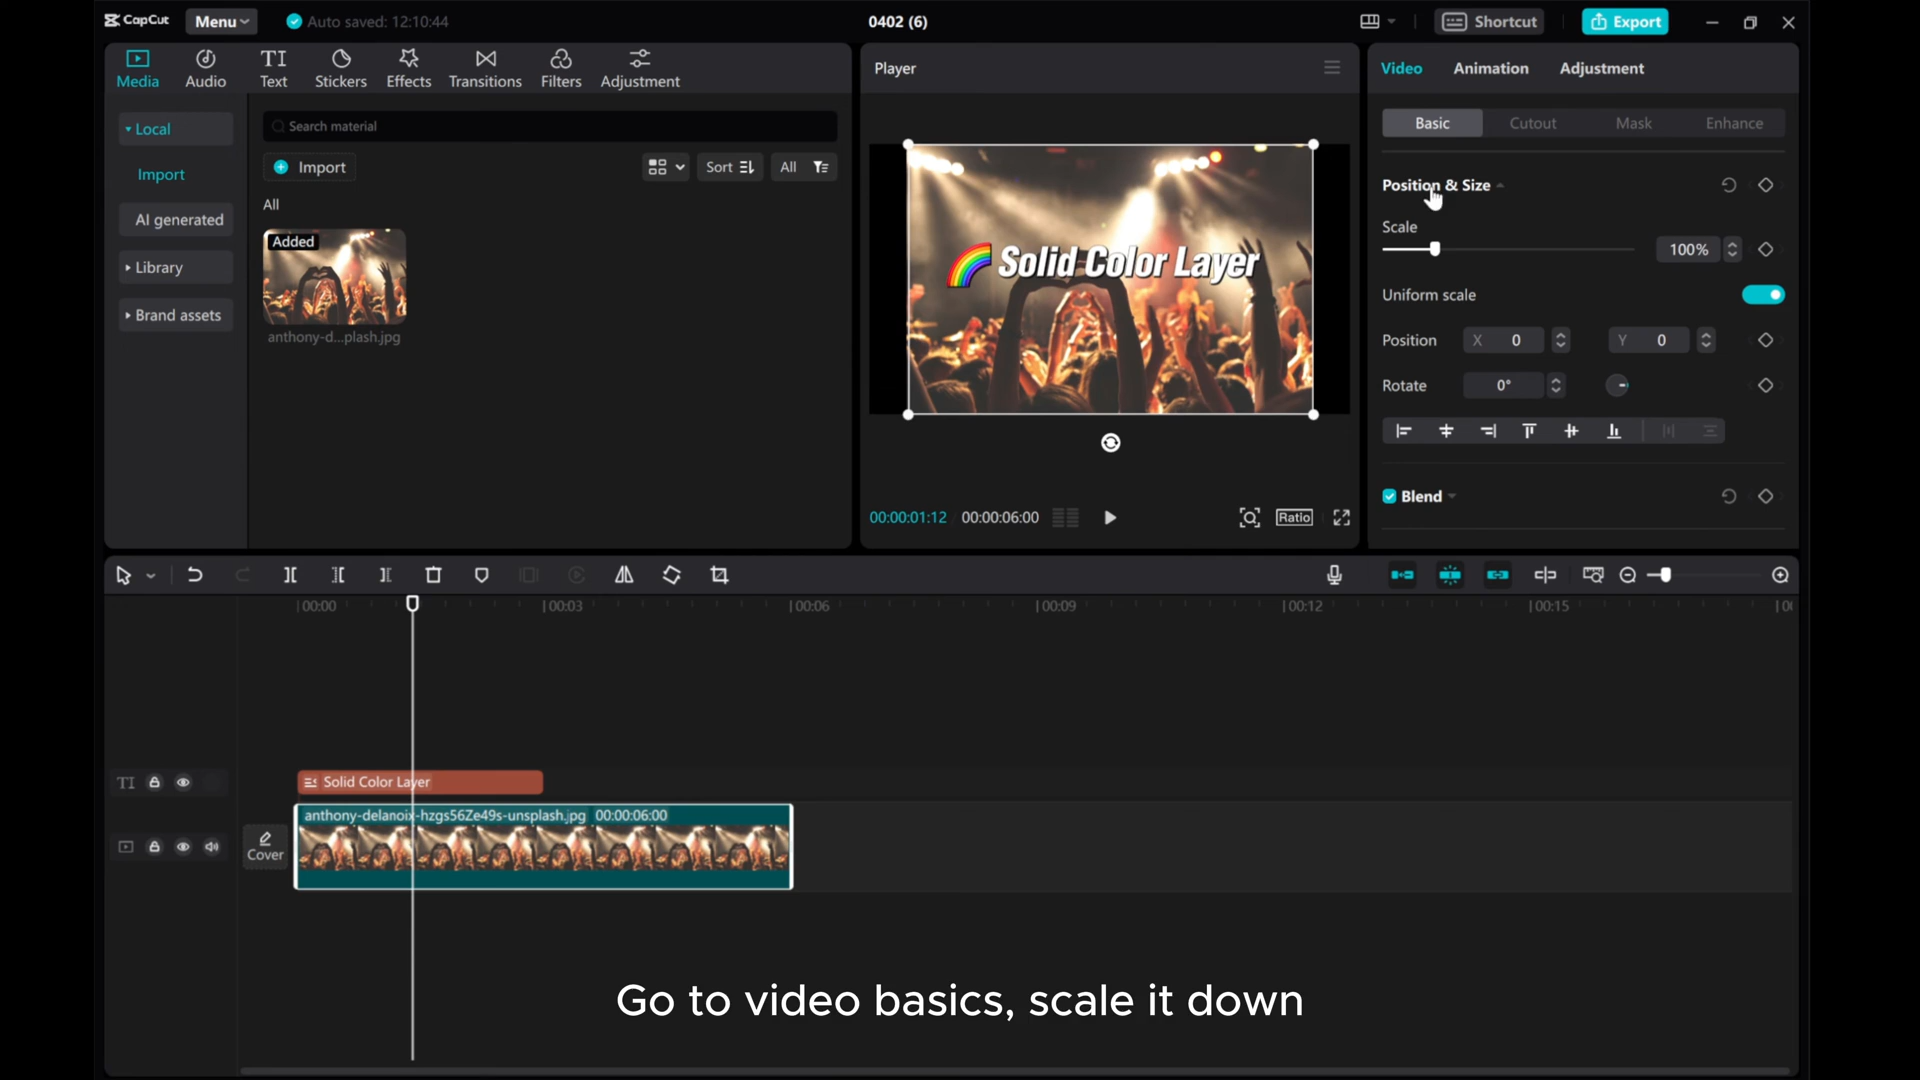 CapCut
Menu
Auto saved: 12:10:44
0402 (6)
Shortcut
Export
Media
Audio
Text
Stickers
Effects
Transitions
Filters
Adjustment
Local
Import
AI generated
Library
Brand assets
Search material
Import
Sort
All
All
Added
anthony-d...plash.jpg
Player
Solid Color Layer
00:00:01:12
00:00:06:00
Ratio
Video
Animation
Adjustment
Basic
Cutout
Mask
Enhance
Position & Size
Scale
100%
Uniform scale
Position
X 0
Y 0
Rotate
0°
Blend
00:00
00:03
00:06
00:09
00:12
00:15
TI
Solid Color Layer
Cover
anthony-delanoix-hzgs56Ze49s-unsplash.jpg 00:00:06:00
Go to video basics, scale it down